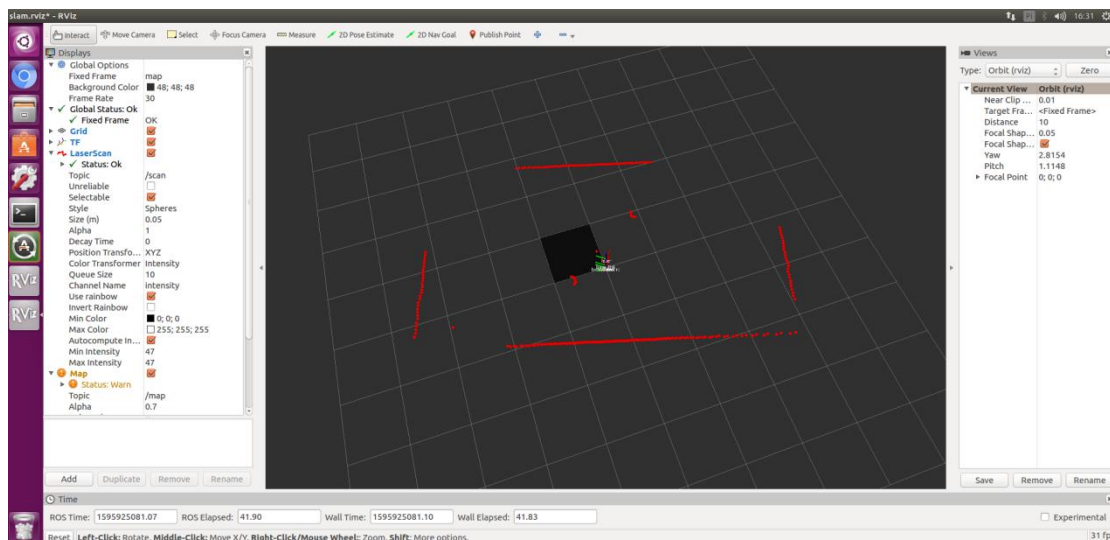 slam.rviz* - RViz
16:31
Interact Move Camera Select Focus Camera Measure 2D Pose Estimate 2D Nav Goal Publish Point
Displays
Global Options
Fixed Frame map
Background Color 48; 48; 48
Frame Rate 30
Global Status: Ok
Fixed Frame OK
Grid
TF
LaserScan
Status: Ok
Topic /scan
Unreliable
Selectable
Style Spheres
Size (m) 0.05
Alpha 1
Decay Time 0
Position Transfo... XYZ
Color Transformer Intensity
Queue Size 10
Channel Name intensity
Use rainbow
Invert Rainbow
Min Color 0; 0; 0
Max Color 255; 255; 255
Autocompute In...
Min Intensity 47
Max Intensity 47
Map
Status: Warn
Topic /map
Alpha 0.7
Add Duplicate Remove Rename
Views
Type: Orbit (rviz) Zero
Current View Orbit (rviz)
Near Clip ... 0.01
Target Fra... <Fixed Frame>
Distance 10
Focal Shap... 0.05
Focal Shap...
Yaw 2.8154
Pitch 1.1148
Focal Point 0; 0; 0
Save Remove Rename
Time
ROS Time: 1595925081.07 ROS Elapsed: 41.90 Wall Time: 1595925081.10 Wall Elapsed: 41.83 Experimental
Reset Left-Click: Rotate. Middle-Click: Move X/Y. Right-Click/Mouse Wheel:: Zoom. Shift: More options. 31 fp
RViz
RViz